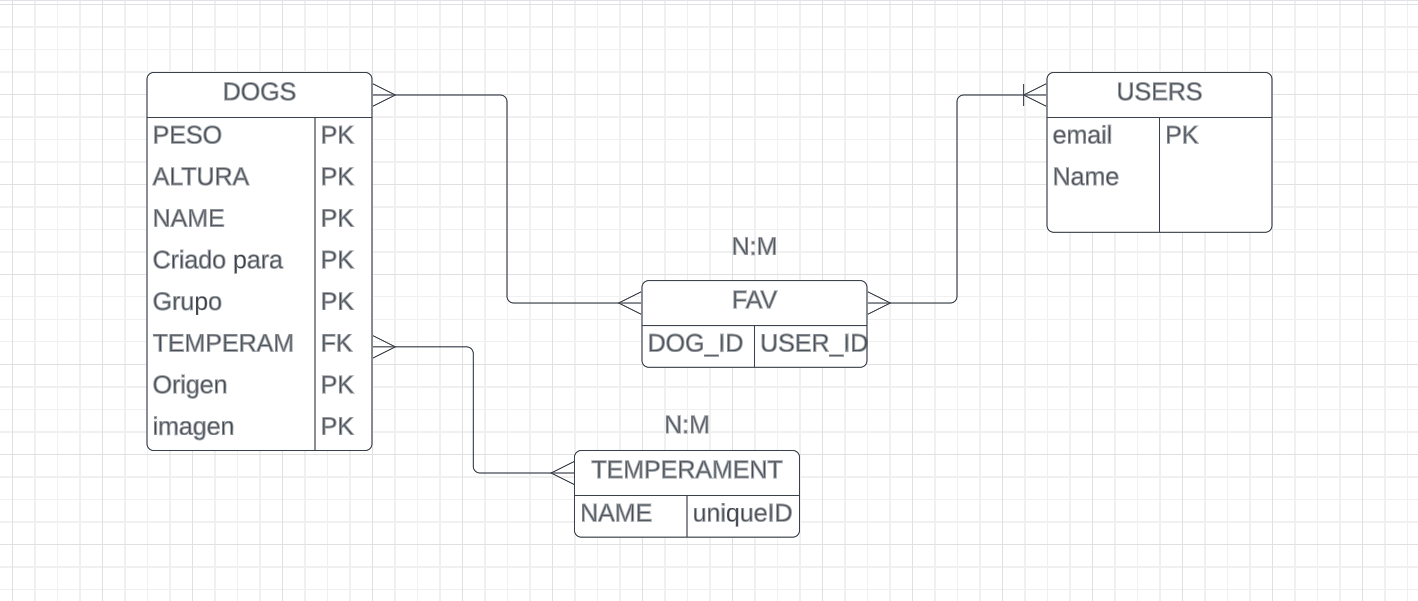 DOGS
PESO PK
ALTURA PK
NAME PK
Criado para PK
Grupo PK
TEMPERAM FK
Origen PK
imagen PK
USERS
email PK
Name
N:M
FAV
DOG_ID USER_ID
N:M
TEMPERAMENT
NAME uniqueID